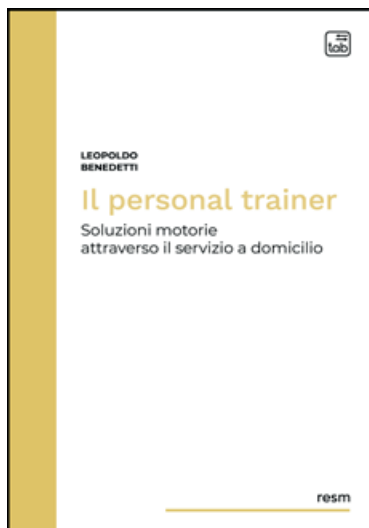 tab
LEOPOLDO
BENEDETTI
Il personal trainer
Soluzioni motorie
attraverso il servizio a domicilio
resm